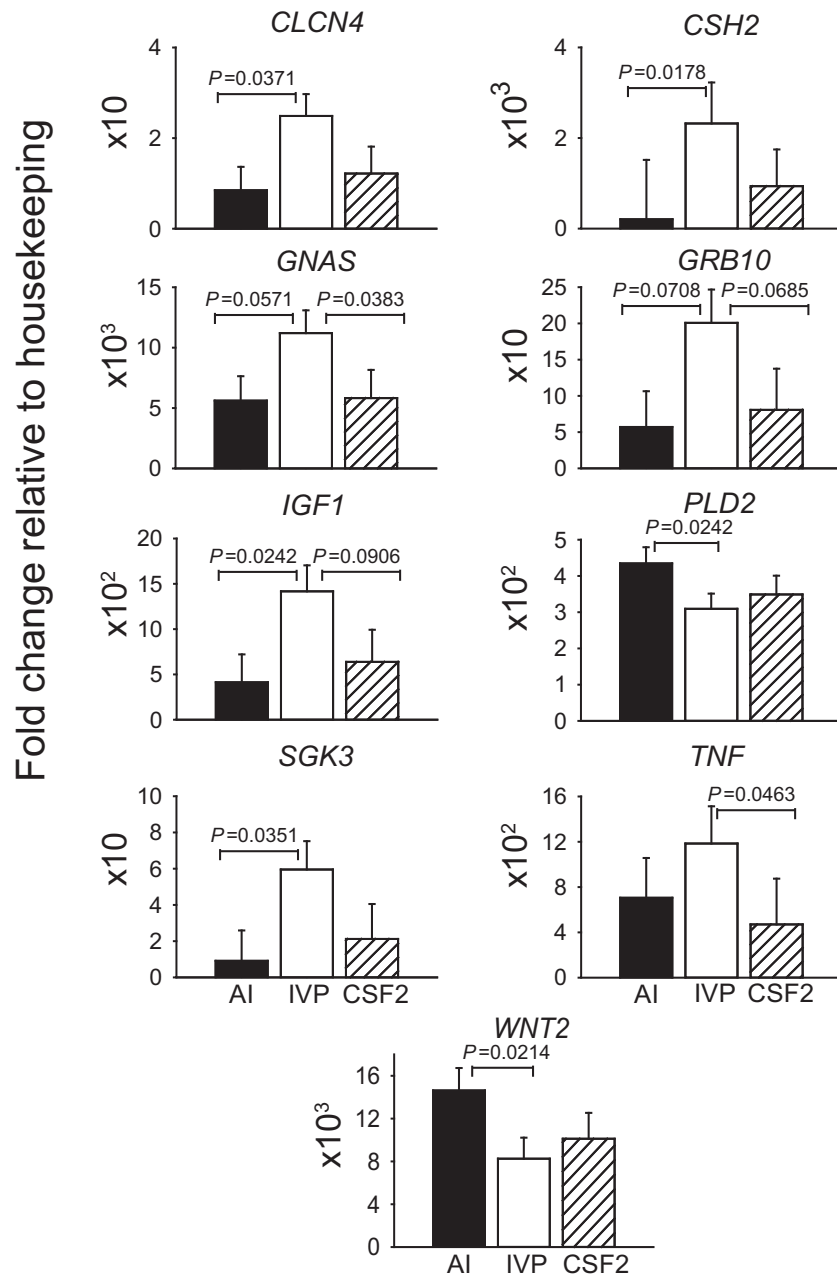 Fold change relative to housekeeping
CLCN4
x10
4
2
0
P=0.0371
CSH2
x10³
4
2
0
P=0.0178
GNAS
x10³
15
10
5
0
P=0.0571
P=0.0383
GRB10
x10
25
20
15
10
5
0
P=0.0708
P=0.0685
IGF1
x10²
20
15
10
5
0
P=0.0242
P=0.0906
PLD2
x10²
5
4
3
2
1
0
P=0.0242
SGK3
x10
10
8
6
4
2
0
P=0.0351
AI IVP CSF2
TNF
x10²
16
12
8
4
0
P=0.0463
AI IVP CSF2
WNT2
x10³
16
12
8
4
0
P=0.0214
AI IVP CSF2